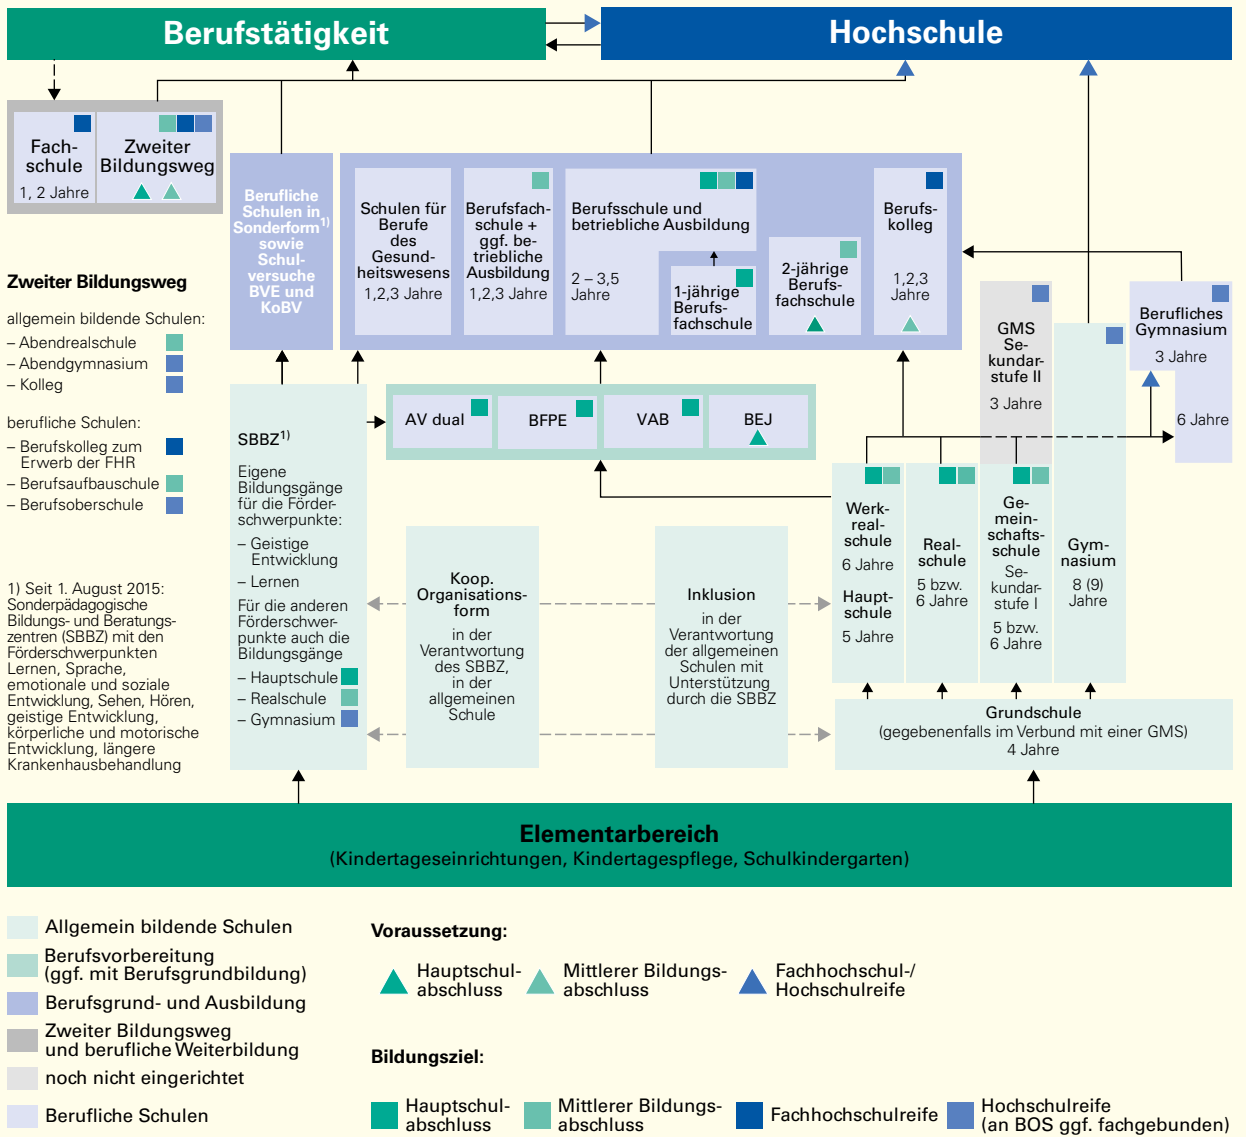 Berufstätigkeit
Hochschule
Fach-
schule
1, 2 Jahre
Zweiter
Bildungsweg
Berufliche
Schulen in
Sonderform1)
sowie
Schul-
versuche
BVE und
KoBV
Schulen für
Berufe
des
Gesund-
heitswesens
1,2,3 Jahre
Berufsfach-
schule +
ggf. be-
triebliche
Ausbildung
1,2,3 Jahre
Berufsschule und
betriebliche Ausbildung
2 – 3,5
Jahre
1-jährige
Berufs-
fachschule
2-jährige
Berufs-
fachschule
Berufs-
kolleg
1,2,3
Jahre
GMS
Se-
kundar-
stufe II
3 Jahre
Berufliches
Gymnasium
3 Jahre
6 Jahre
Zweiter Bildungsweg
allgemein bildende Schulen:
– Abendrealschule
– Abendgymnasium
– Kolleg
berufliche Schulen:
– Berufskolleg zum
Erwerb der FHR
– Berufsaufbauschule
– Berufsoberschule
1) Seit 1. August 2015:
Sonderpädagogische
Bildungs- und Beratungs-
zentren (SBBZ) mit den
Förderschwerpunkten
Lernen, Sprache,
emotionale und soziale
Entwicklung, Sehen, Hören,
geistige Entwicklung,
körperliche und motorische
Entwicklung, längere
Krankenhausbehandlung
SBBZ1)
Eigene
Bildungsgänge
für die Förder-
schwerpunkte:
– Geistige
Entwicklung
– Lernen
Für die anderen
Förderschwer-
punkte auch die
Bildungsgänge
– Hauptschule
– Realschule
– Gymnasium
AV dual
BFPE
VAB
BEJ
Koop.
Organisations-
form
in der
Verantwortung
des SBBZ,
in der
allgemeinen
Schule
Inklusion
in der
Verantwortung
der allgemeinen
Schulen mit
Unterstützung
durch die SBBZ
Werk-
real-
schule
6 Jahre
Haupt-
schule
5 Jahre
Real-
schule
5 bzw.
6 Jahre
Ge-
mein-
schafts-
schule
Se-
kundar-
stufe I
5 bzw.
6 Jahre
Gym-
nasium
8 (9)
Jahre
Grundschule
(gegebenenfalls im Verbund mit einer GMS)
4 Jahre
Elementarbereich
(Kindertageseinrichtungen, Kindertagespflege, Schulkindergarten)
Allgemein bildende Schulen
Berufsvorbereitung
(ggf. mit Berufsgrundbildung)
Berufsgrund- und Ausbildung
Zweiter Bildungsweg
und berufliche Weiterbildung
noch nicht eingerichtet
Berufliche Schulen
Voraussetzung:
Hauptschul-
abschluss
Mittlerer Bildungs-
abschluss
Fachhochschul-/
Hochschulreife
Bildungsziel:
Hauptschul-
abschluss
Mittlerer Bildungs-
abschluss
Fachhochschulreife
Hochschulreife
(an BOS ggf. fachgebunden)